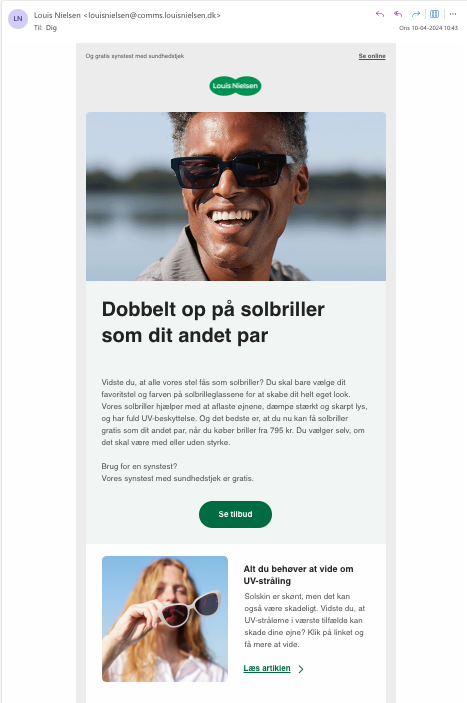 LN
Louis Nielsen <louisnielsen@comms.louisnielsen.dk>
Til: Dig
Ons 10-04-2024 10:43
Og gratis synstest med sundhedstjek
Se online
Louis Nielsen
Dobbelt op på solbriller
som dit andet par
Vidste du, at alle vores stel fås som solbriller? Du skal bare vælge dit
favoritstel og farven på solbrilleglassene for at skabe dit helt eget look.
Vores solbriller hjælper med at aflaste øjnene, dæmpe stærkt og skarpt lys,
og har fuld UV-beskyttelse. Og det bedste er, at du nu kan få solbriller
gratis som dit andet par, når du køber briller fra 795 kr. Du vælger selv, om
det skal være med eller uden styrke.
Brug for en synstest?
Vores synstest med sundhedstjek er gratis.
Se tilbud
Alt du behøver at vide om
UV-stråling
Solskin er skønt, men det kan
også være skadeligt. Vidste du, at
UV-strålerne i værste tilfælde kan
skade dine øjne? Klik på linket og
få mere at vide.
Læs artiklen